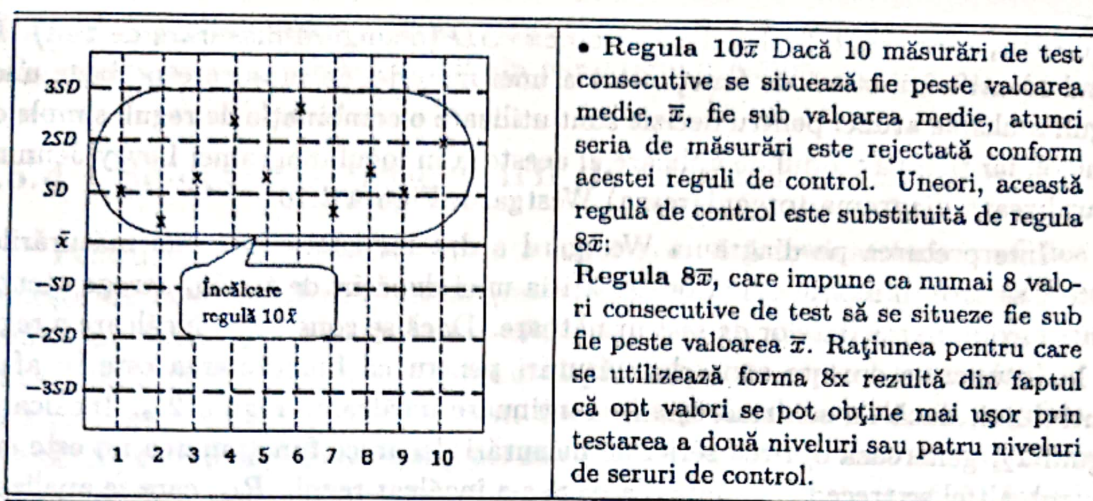 3SD
2SD
SD
x̄
−SD
−2SD
−3SD
Încălcare
regulă 10x̄
1 2 3 4 5 6 7 8 9 10
• Regula 10x̄ Dacă 10 măsurări de test
consecutive se situează fie peste valoarea
medie, x̄, fie sub valoarea medie, atunci
seria de măsurări este rejectată conform
acestei reguli de control. Uneori, această
regulă de control este substituită de regula
8x̄;
Regula 8x̄, care impune ca numai 8 valo-
ri consecutive de test să se situeze fie sub
fie peste valoarea x̄. Raţiunea pentru care
se utilizează forma 8x rezultă din faptul
că opt valori se pot obţine mai uşor prin
testarea a două niveluri sau patru niveluri
de seruri de control.